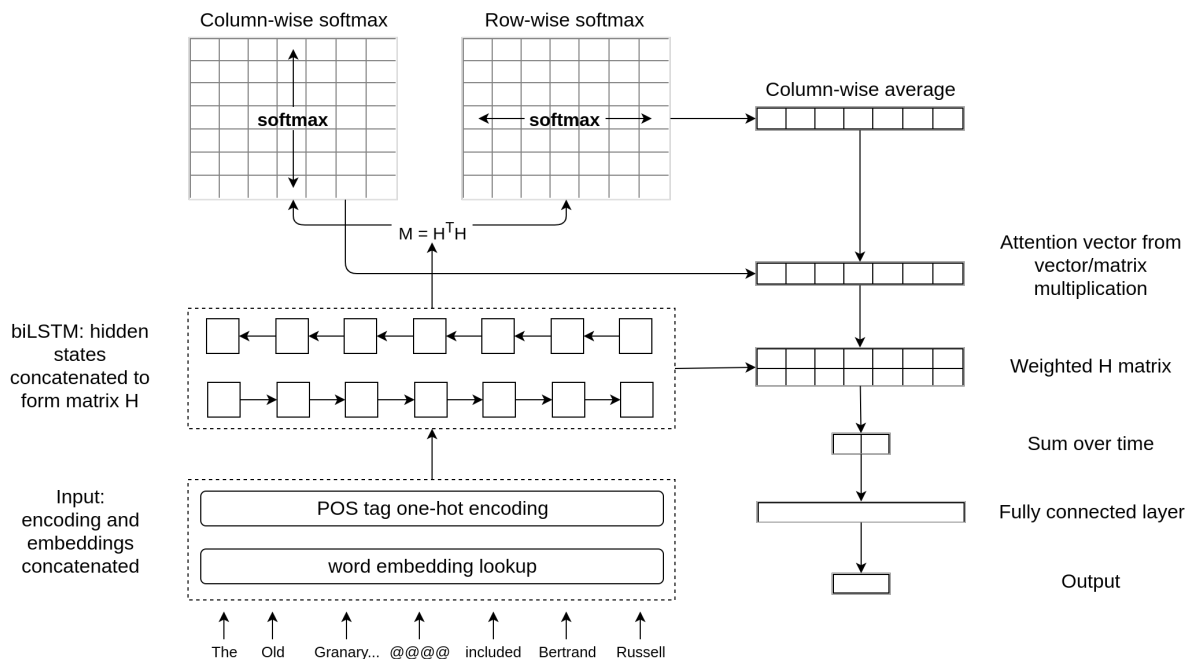 Column-wise softmax
Row-wise softmax
softmax
softmax
Column-wise average
M = HᵀH
Attention vector from
vector/matrix
multiplication
biLSTM: hidden
states
concatenated to
form matrix H
Weighted H matrix
Sum over time
Input:
encoding and
embeddings
concatenated
POS tag one-hot encoding
word embedding lookup
Fully connected layer
Output
The Old Granary... @@@@ included Bertrand Russell